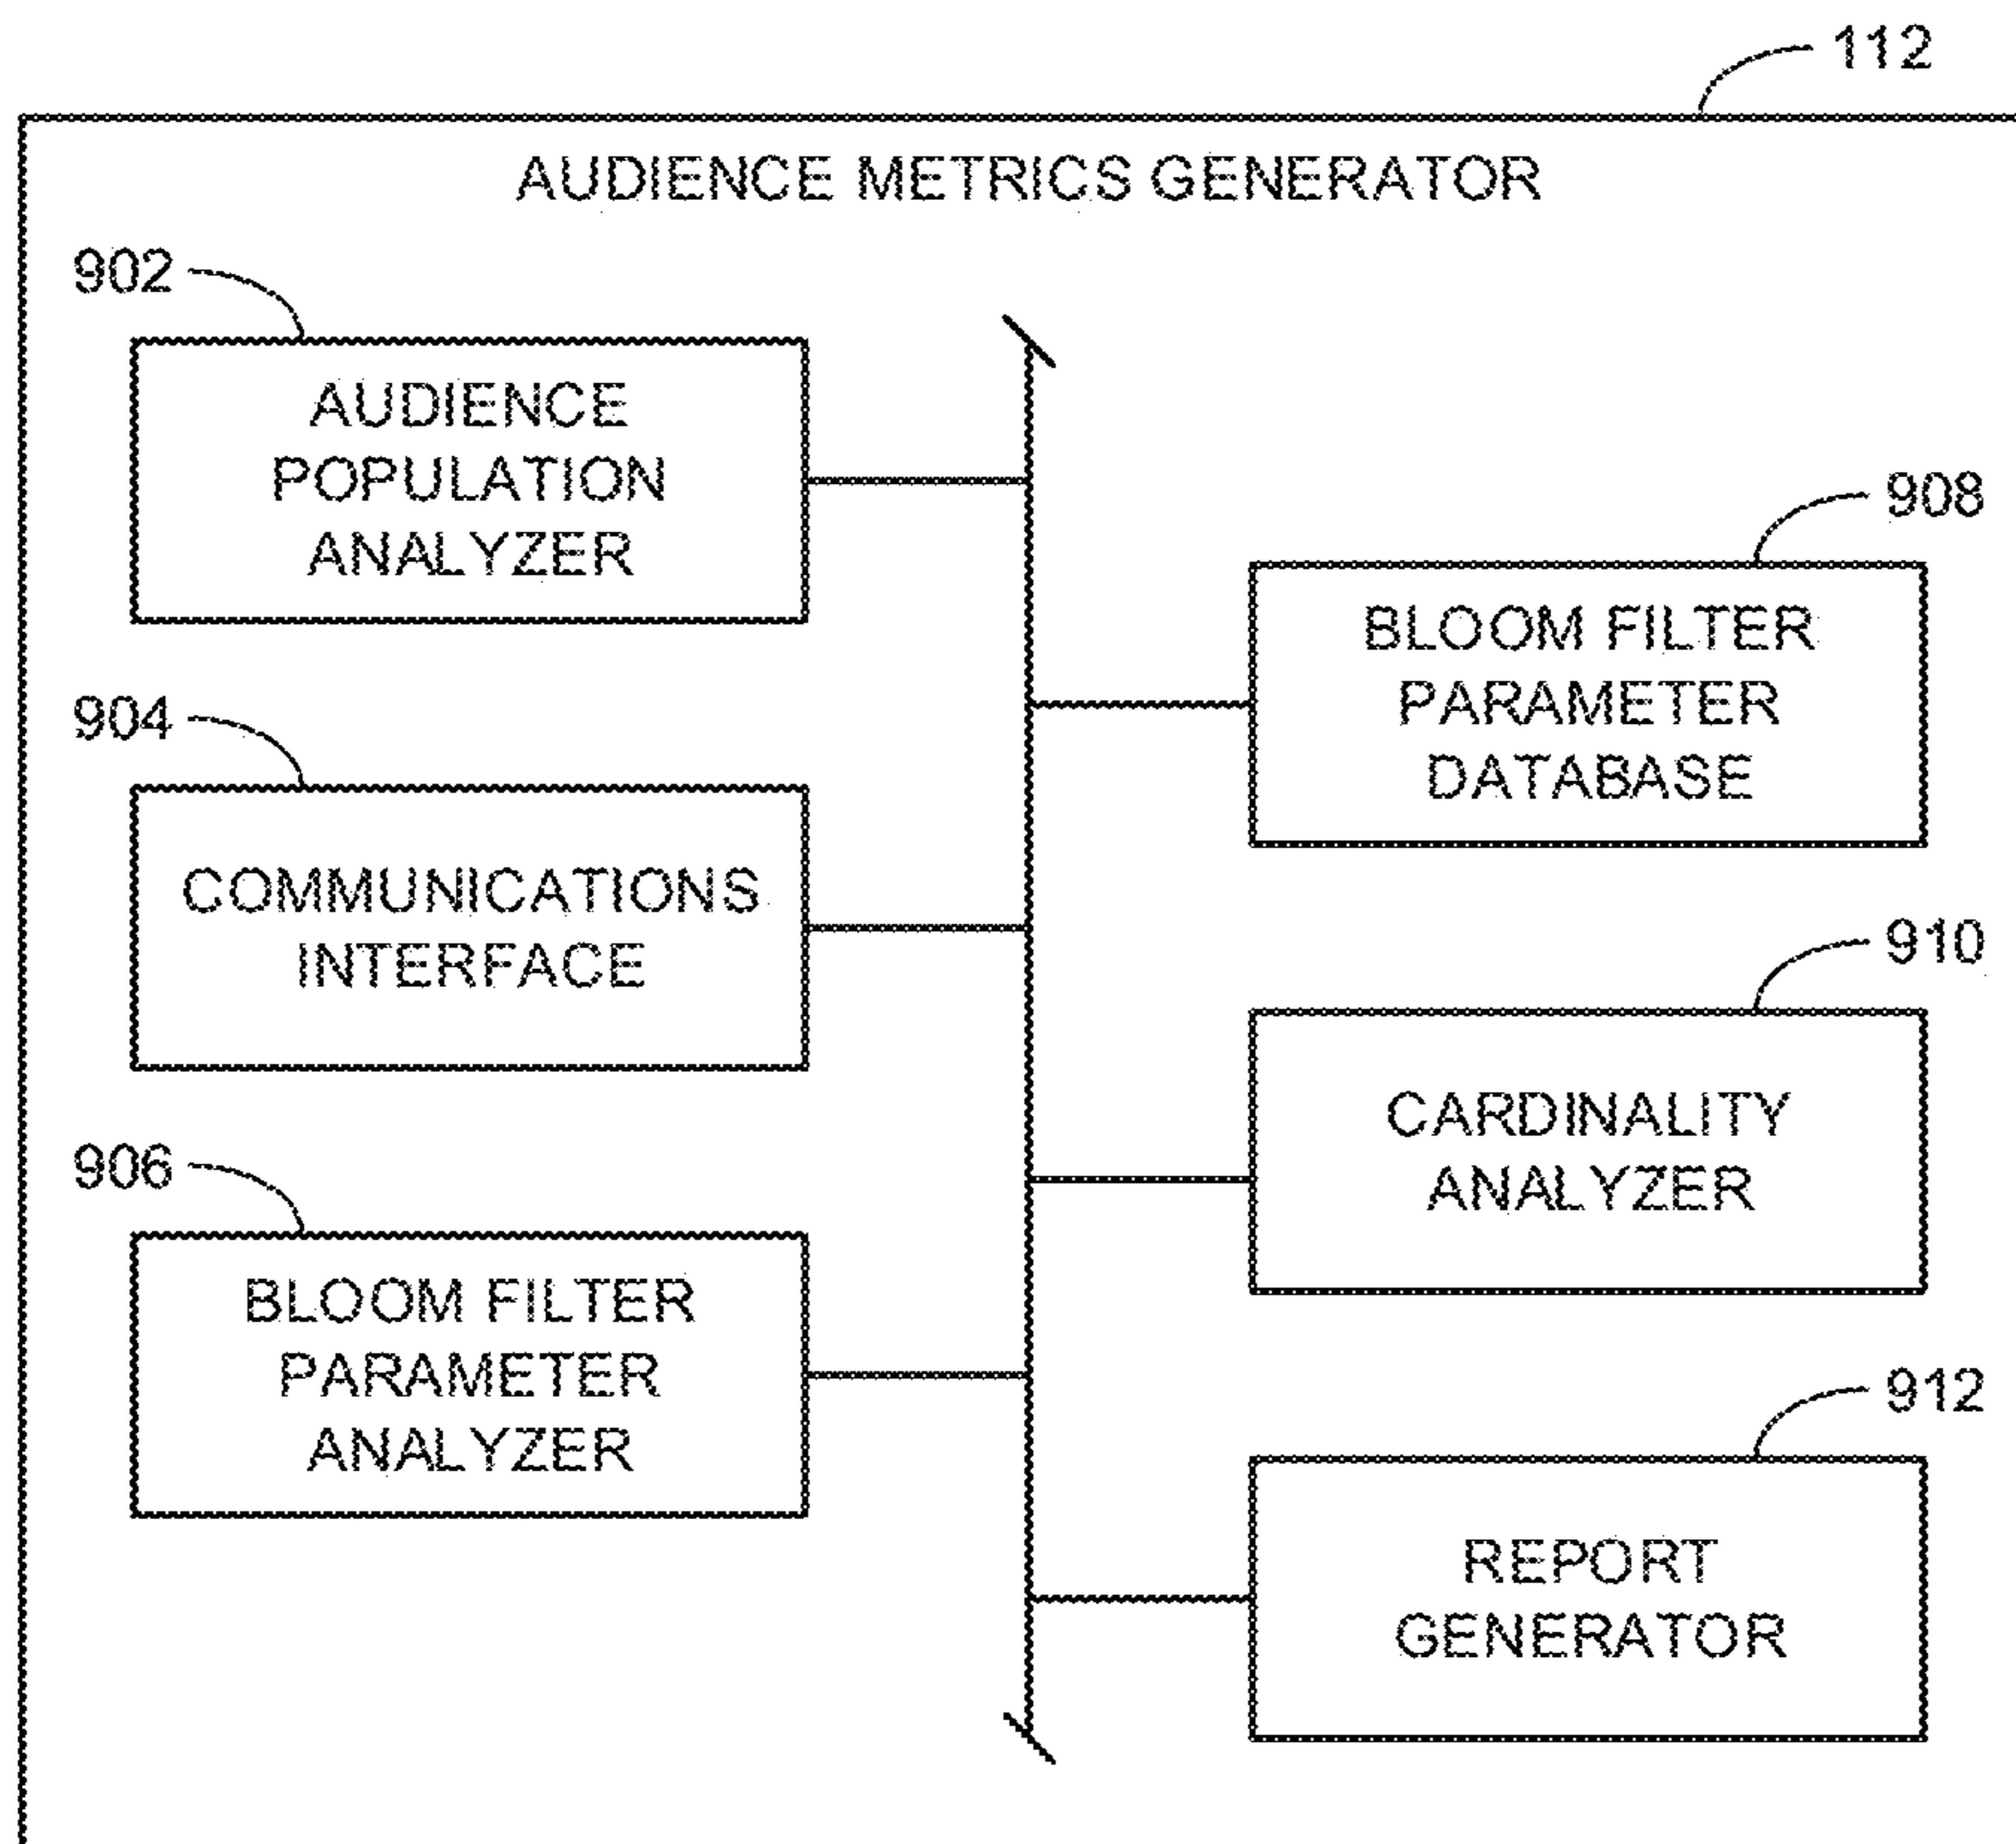 112
AUDIENCE METRICS GENERATOR
902
AUDIENCE
POPULATION
ANALYZER
904
COMMUNICATIONS
INTERFACE
906
BLOOM FILTER
PARAMETER
ANALYZER
908
BLOOM FILTER
PARAMETER
DATABASE
910
CARDINALITY
ANALYZER
912
REPORT
GENERATOR